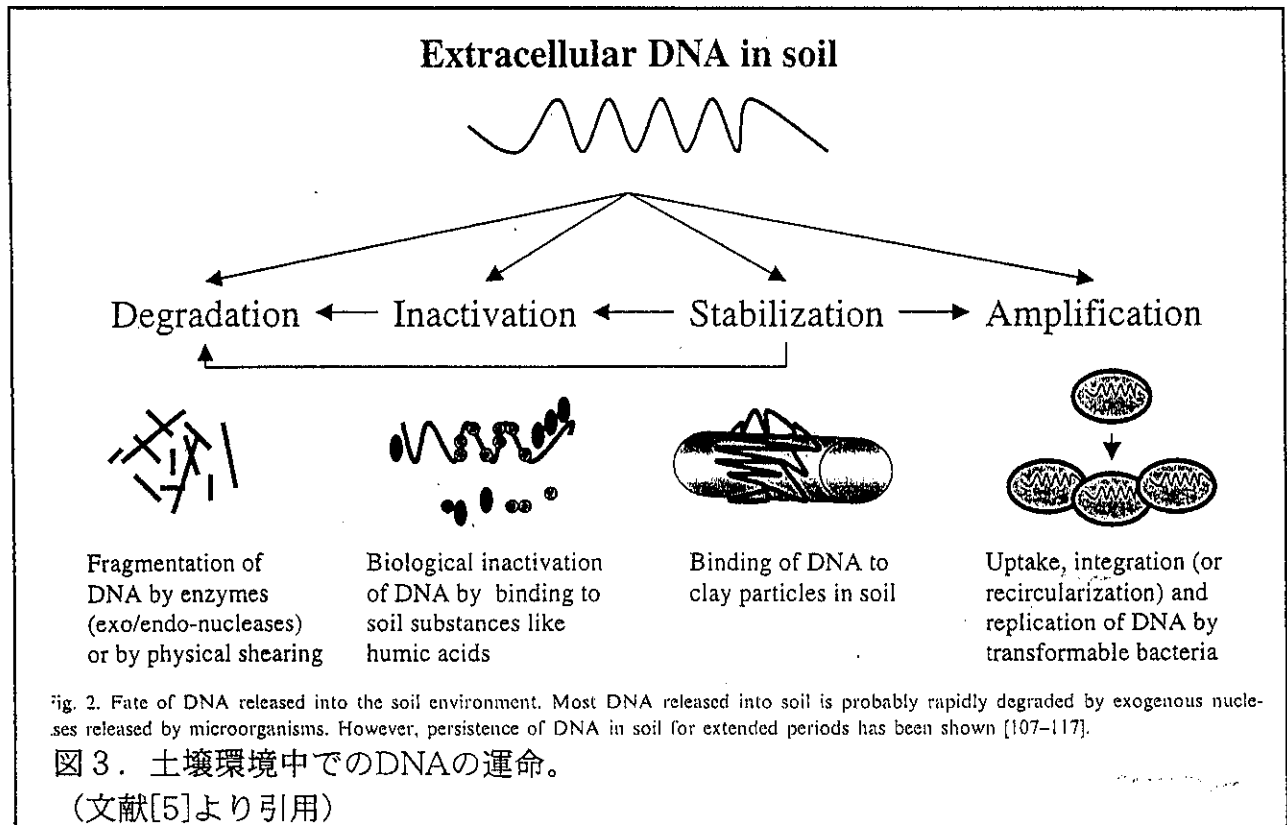 Extracellular DNA in soil
Degradation
Inactivation
Stabilization
Amplification
Fragmentation of
DNA by enzymes
(exo/endo-nucleases)
or by physical shearing
Biological inactivation
of DNA by binding to
soil substances like
humic acids
Binding of DNA to
clay particles in soil
Uptake, integration (or
recircularization) and
replication of DNA by
transformable bacteria
ig. 2. Fate of DNA released into the soil environment. Most DNA released into soil is probably rapidly degraded by exogenous nucle-
ses released by microorganisms. However, persistence of DNA in soil for extended periods has been shown [107–117].
図3．土壌環境中でのDNAの運命。
（文献[5]より引用）